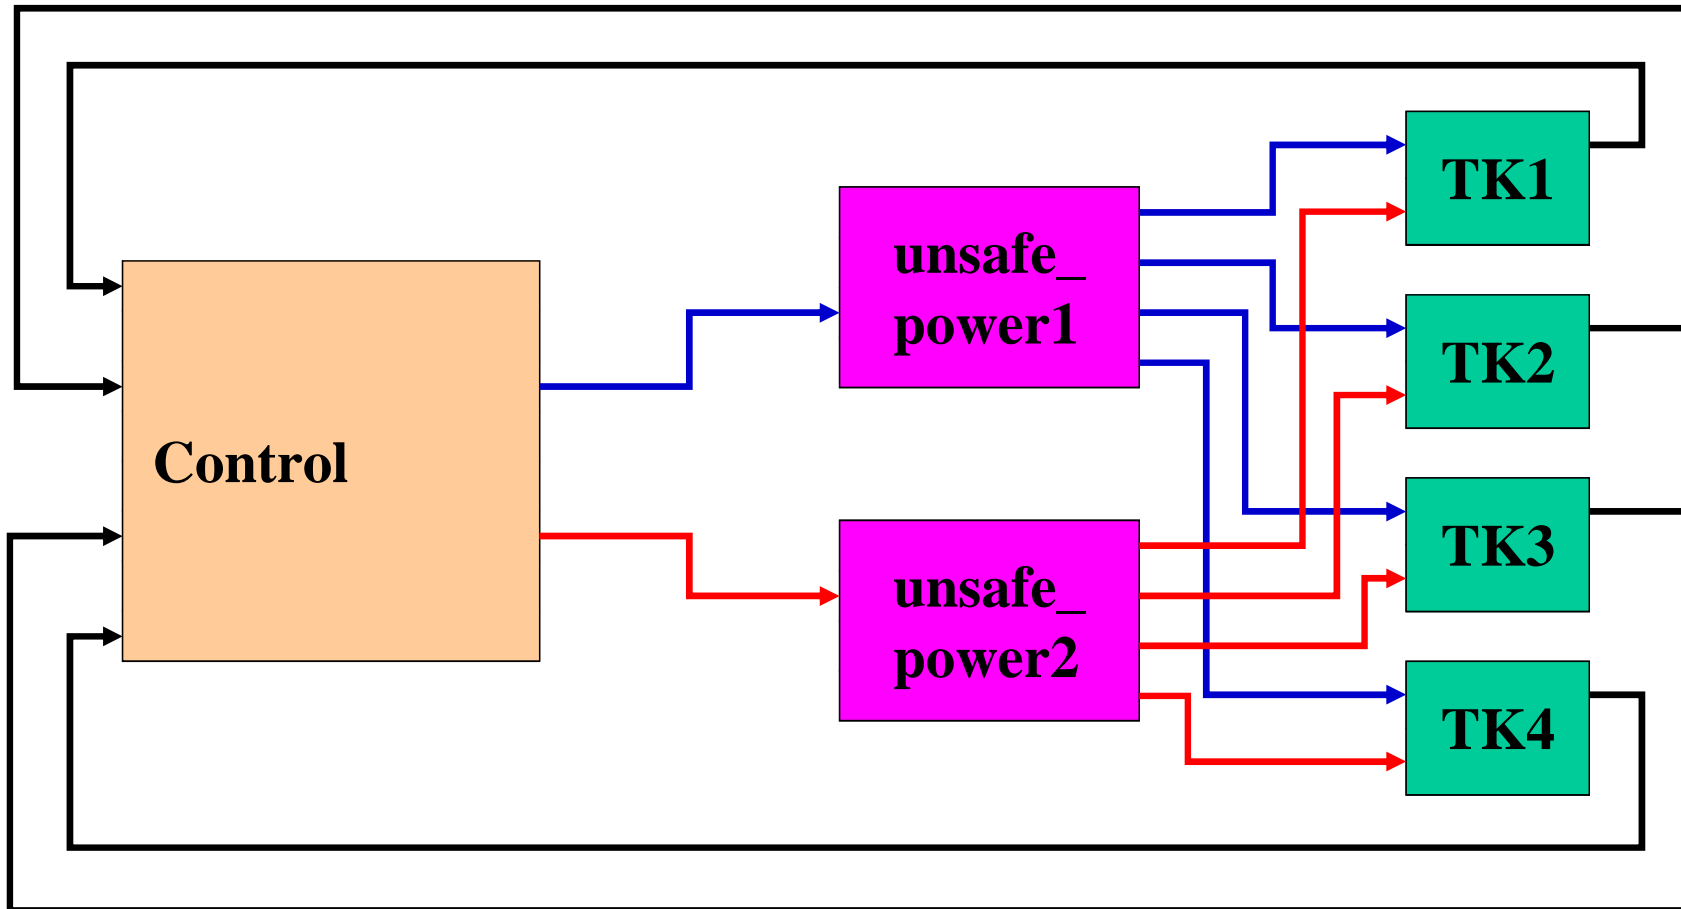 Control
unsafe_
power1
unsafe_
power2
TK1
TK2
TK3
TK4